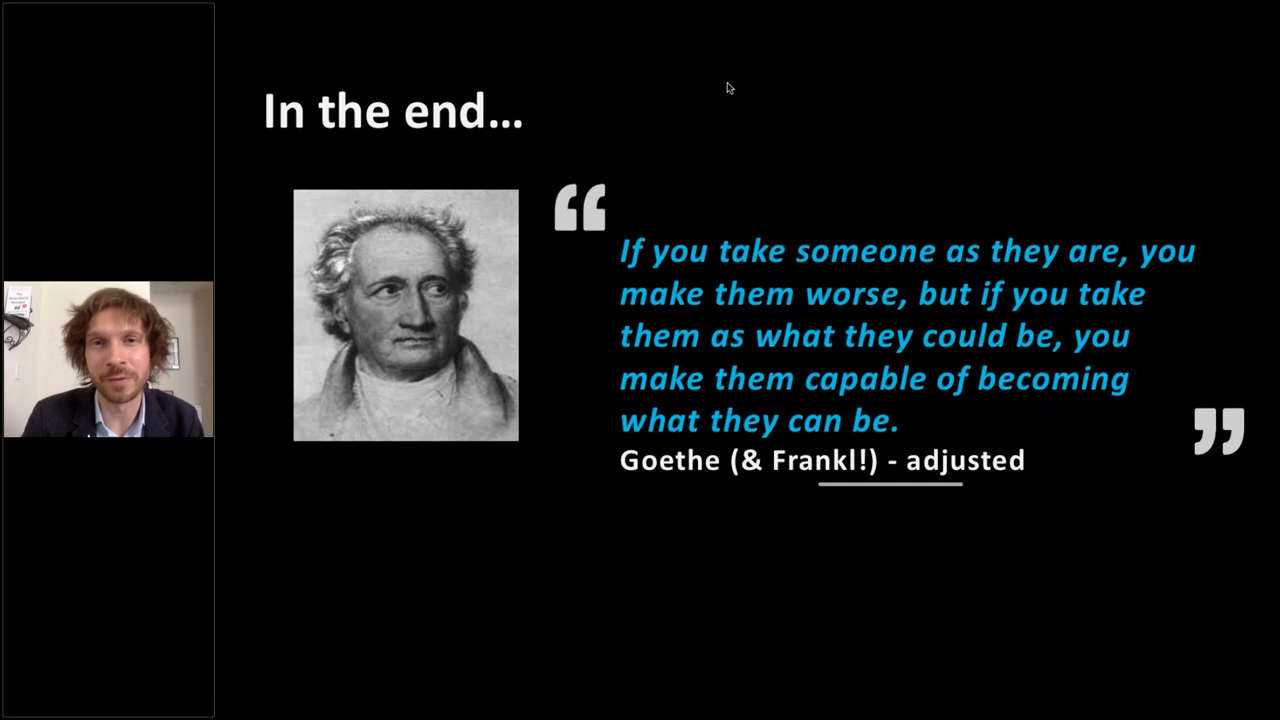 In the end...
“
If you take someone as they are, you
make them worse, but if you take
them as what they could be, you
make them capable of becoming
what they can be.
”
Goethe (& Frankl!) - adjusted